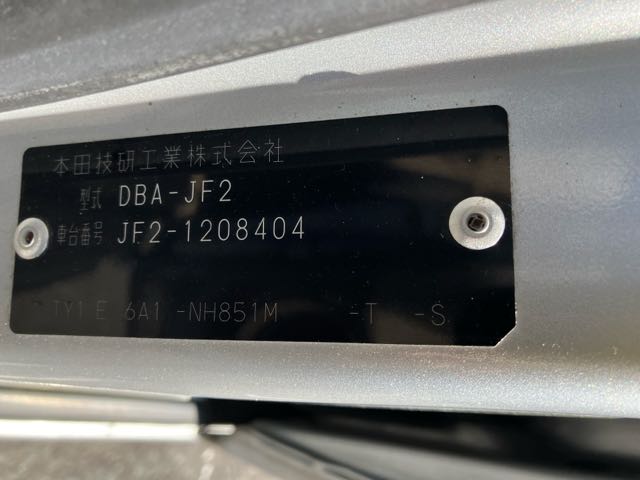 本田技研工業株式会社
型式 DBA-JF2
車台番号 JF2-1208404
TY1 E 6A1 -NH851M -T -S